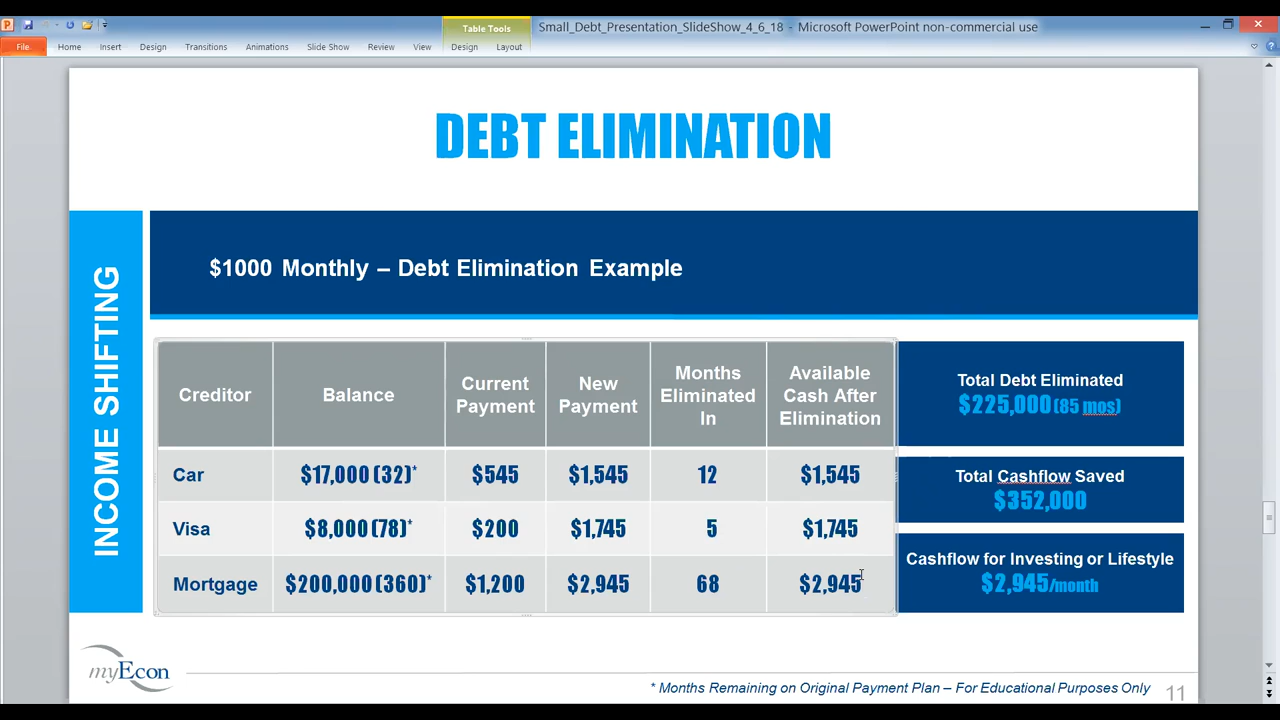 Table Tools
Small_Debt_Presentation_SlideShow_4_6_18 - Microsoft PowerPoint non-commercial use
File Home Insert Design Transitions Animations Slide Show Review View Design Layout
DEBT ELIMINATION
INCOME SHIFTING
$1000 Monthly – Debt Elimination Example
Creditor Balance Current Payment New Payment Months Eliminated In Available Cash After Elimination
Car $17,000 (32)* $545 $1,545 12 $1,545
Visa $8,000 (78)* $200 $1,745 5 $1,745
Mortgage $200,000 (360)* $1,200 $2,945 68 $2,945
Total Debt Eliminated
$225,000 (85 mos)
Total Cashflow Saved
$352,000
Cashflow for Investing or Lifestyle
$2,945/month
myEcon
* Months Remaining on Original Payment Plan – For Educational Purposes Only
11